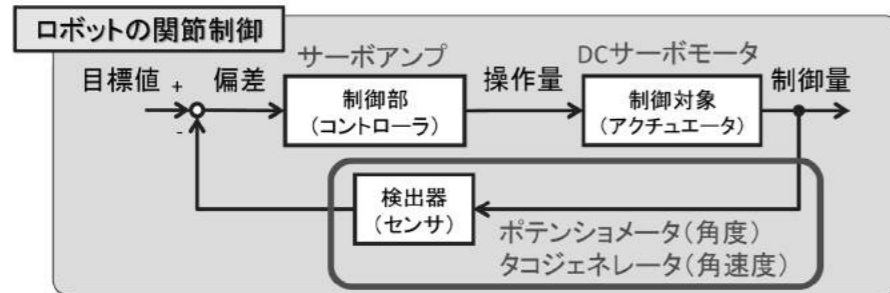 ロボットの関節制御
サーボアンプ
DCサーボモータ
目標値
+
偏差
制御部
(コントローラ)
操作量
制御対象
(アクチュエータ)
制御量
-
検出器
(センサ)
ポテンショメータ(角度)
タコジェネレータ(角速度)